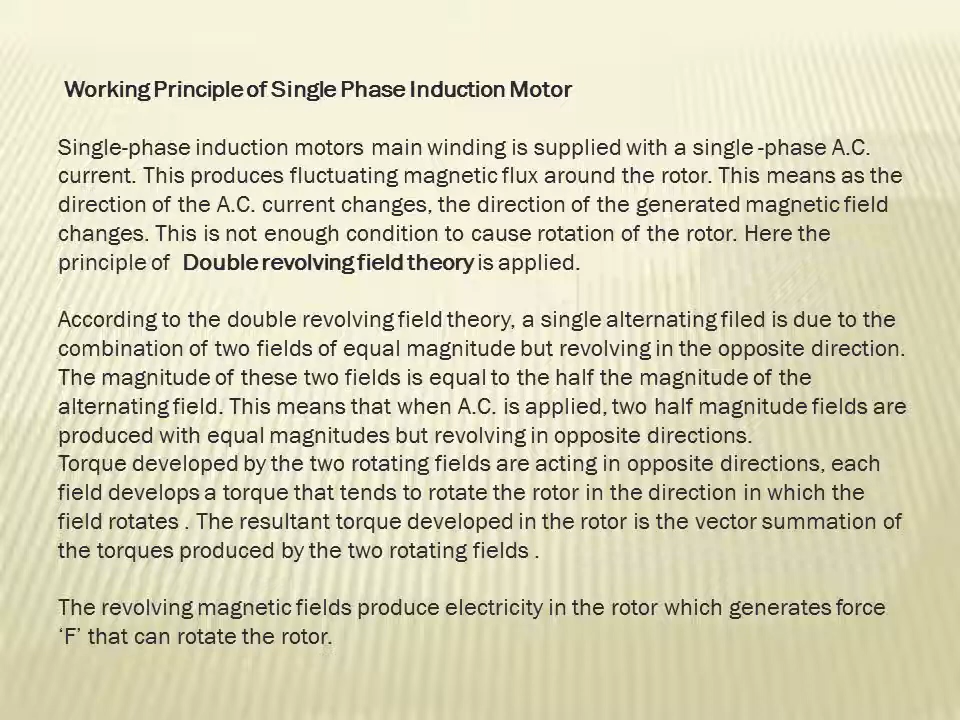 Working Principle of Single Phase Induction Motor
Single-phase induction motors main winding is supplied with a single -phase A.C.
current. This produces fluctuating magnetic flux around the rotor. This means as the
direction of the A.C. current changes, the direction of the generated magnetic field
changes. This is not enough condition to cause rotation of the rotor. Here the
principle of Double revolving field theory is applied.
According to the double revolving field theory, a single alternating filed is due to the
combination of two fields of equal magnitude but revolving in the opposite direction.
The magnitude of these two fields is equal to the half the magnitude of the
alternating field. This means that when A.C. is applied, two half magnitude fields are
produced with equal magnitudes but revolving in opposite directions.
Torque developed by the two rotating fields are acting in opposite directions, each
field develops a torque that tends to rotate the rotor in the direction in which the
field rotates . The resultant torque developed in the rotor is the vector summation of
the torques produced by the two rotating fields .
The revolving magnetic fields produce electricity in the rotor which generates force
‘F’ that can rotate the rotor.